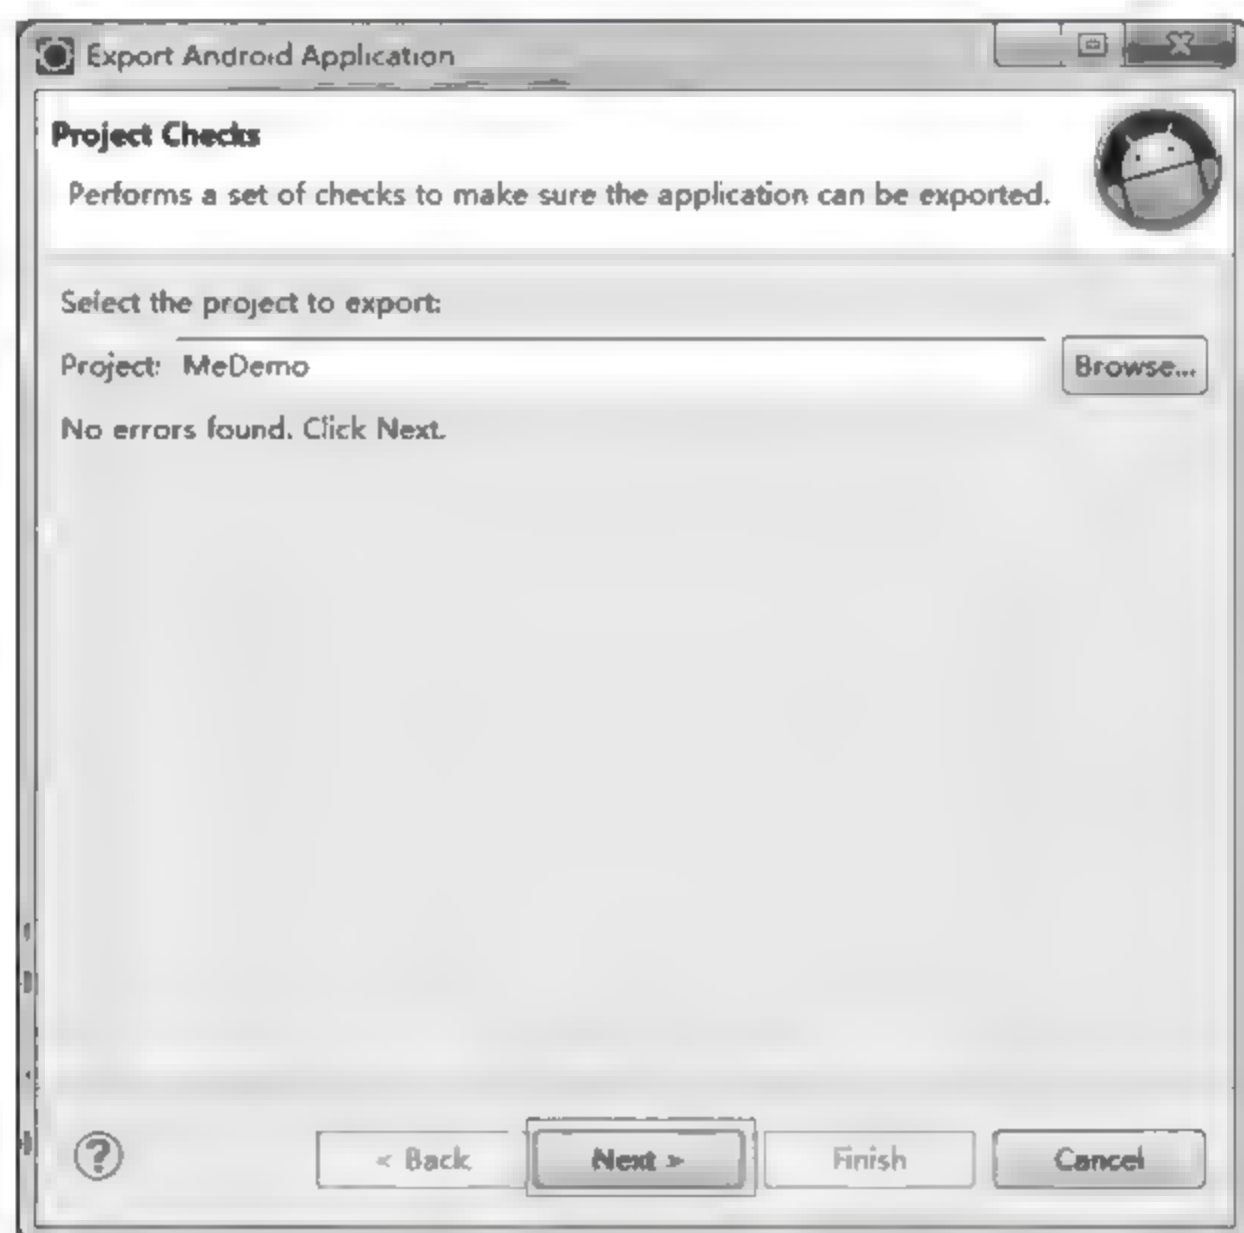 Export Android Application
Project Checks
Performs a set of checks to make sure the application can be exported.
Select the project to export:
Project: MeDemo Browse...
No errors found. Click Next.
< Back Next > Finish Cancel